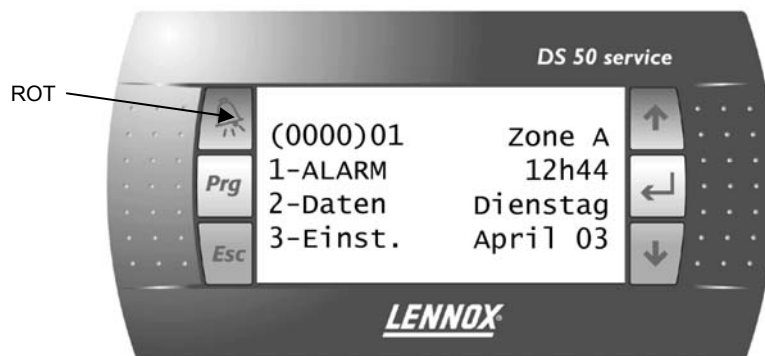 DS 50 service
ROT
(0000)01 Zone A
1-ALARM 12h44
Prg
2-Daten Dienstag
3-Einst. April 03
Esc
LENNOX